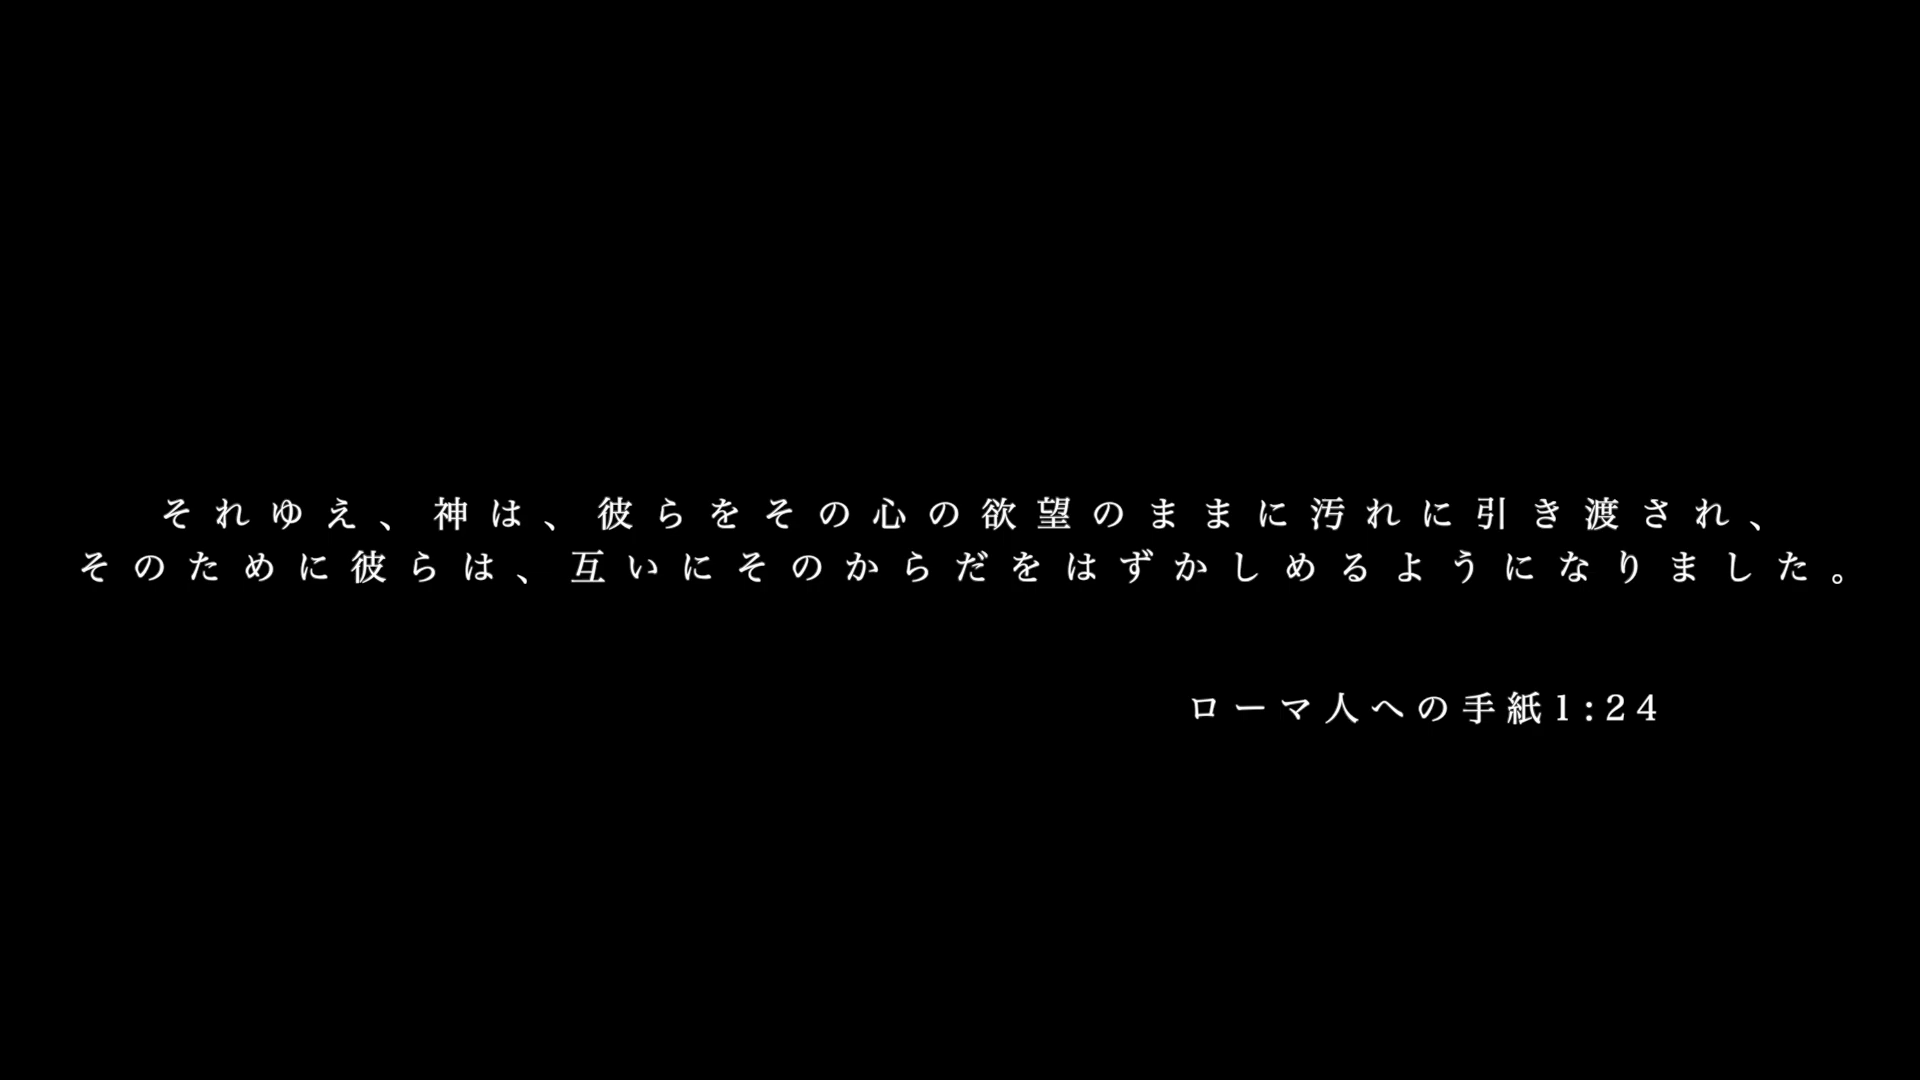 それゆえ、神は、彼らをその心の欲望のままに汚れに引き渡され、
そのために彼らは、互いにそのからだをはずかしめるようになりました。
ローマ人への手紙1:24